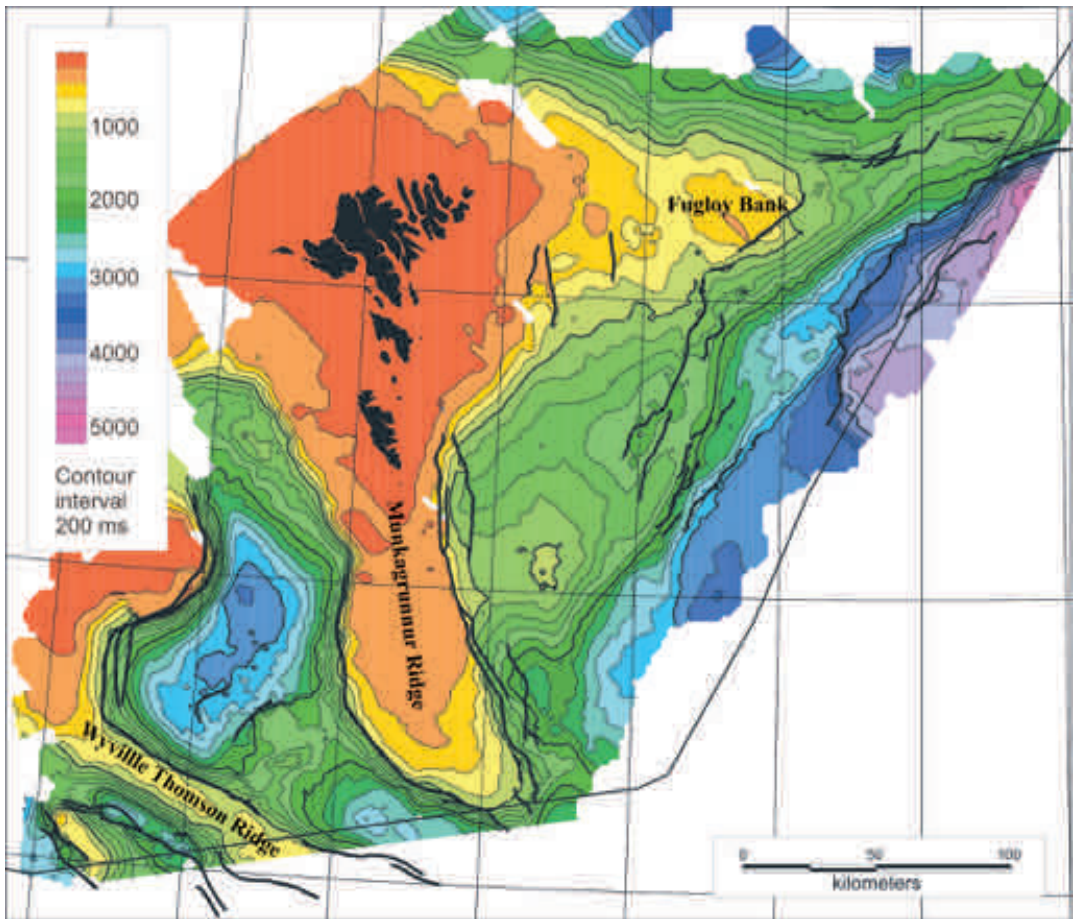 1000
2000
3000
4000
5000
Contour
interval
200 ms
Fugloy Bank
Munkagrunnur Ridge
Wyvillle Thomson Ridge
0 50 100
kilometers